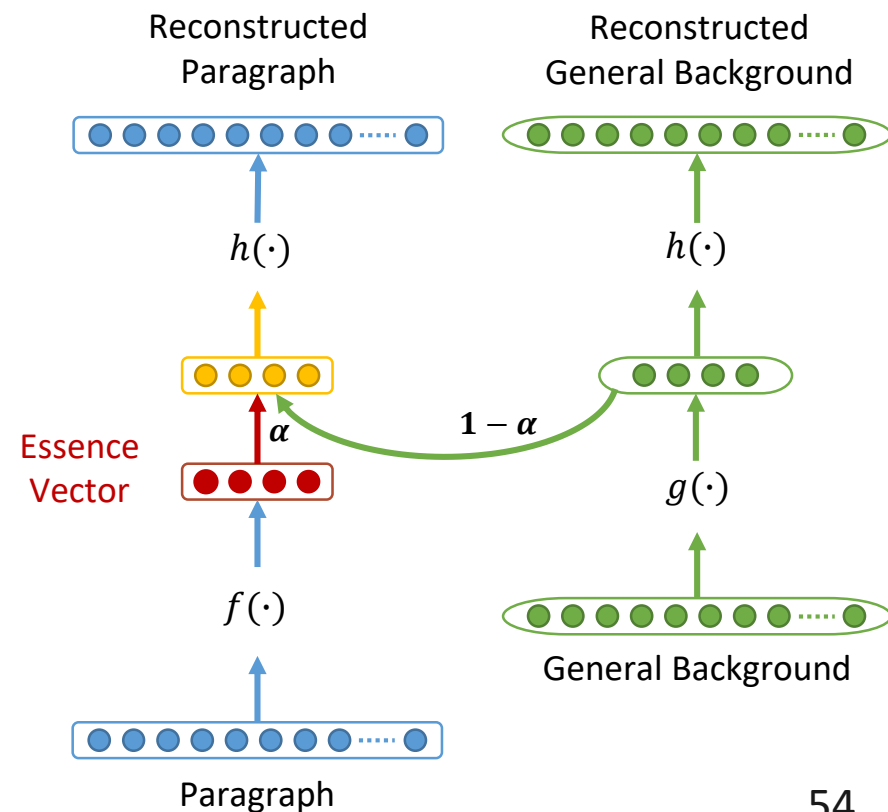 Reconstructed
Paragraph
Reconstructed
General Background
h(·)
h(·)
α
1 − α
Essence
Vector
g(·)
f(·)
General Background
Paragraph
54